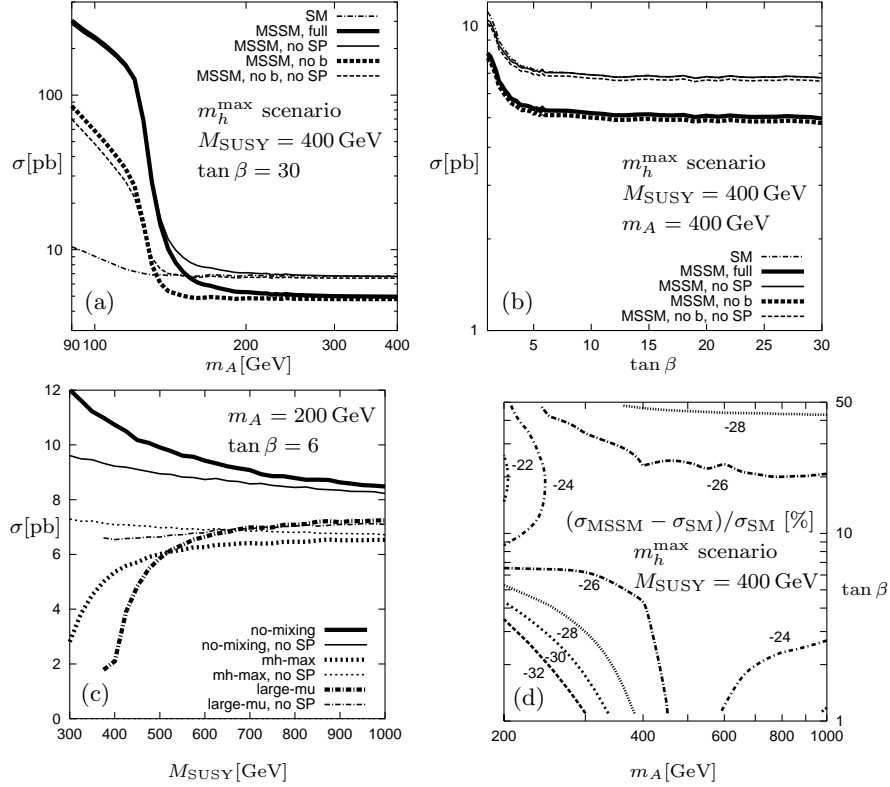 SM
MSSM, full
MSSM, no SP
MSSM, no b
MSSM, no b, no SP
m_h^max scenario
M_SUSY = 400 GeV
tan β = 30
σ[pb]
100
10
(a)
90 100 200 300 400
m_A[GeV]
10
σ[pb]
1
m_h^max scenario
M_SUSY = 400 GeV
m_A = 400 GeV
SM
MSSM, full
MSSM, no SP
MSSM, no b
MSSM, no b, no SP
(b)
5 10 15 20 25 30
tan β
12
10
8
σ[pb]
6
4
2
0
m_A = 200 GeV
tan β = 6
no-mixing
no-mixing, no SP
mh-max
mh-max, no SP
large-mu
large-mu, no SP
(c)
300 400 500 600 700 800 900 1000
M_SUSY[GeV]
50
-28
-22
-24
-26
(σ_MSSM − σ_SM)/σ_SM [%]
10
m_h^max scenario
M_SUSY = 400 GeV
tan β
-26
-28
-30
-32
-24
(d)
1
200 400 600 800 1000
m_A[GeV]